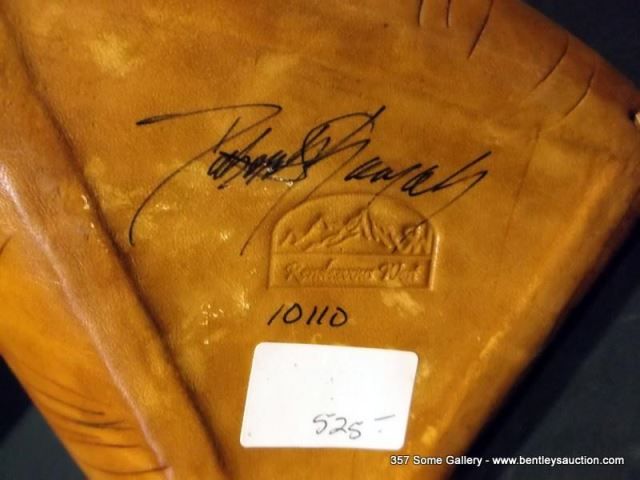 Rendezvous West
10110
525-
357 Some Gallery - www.bentleysauction.com